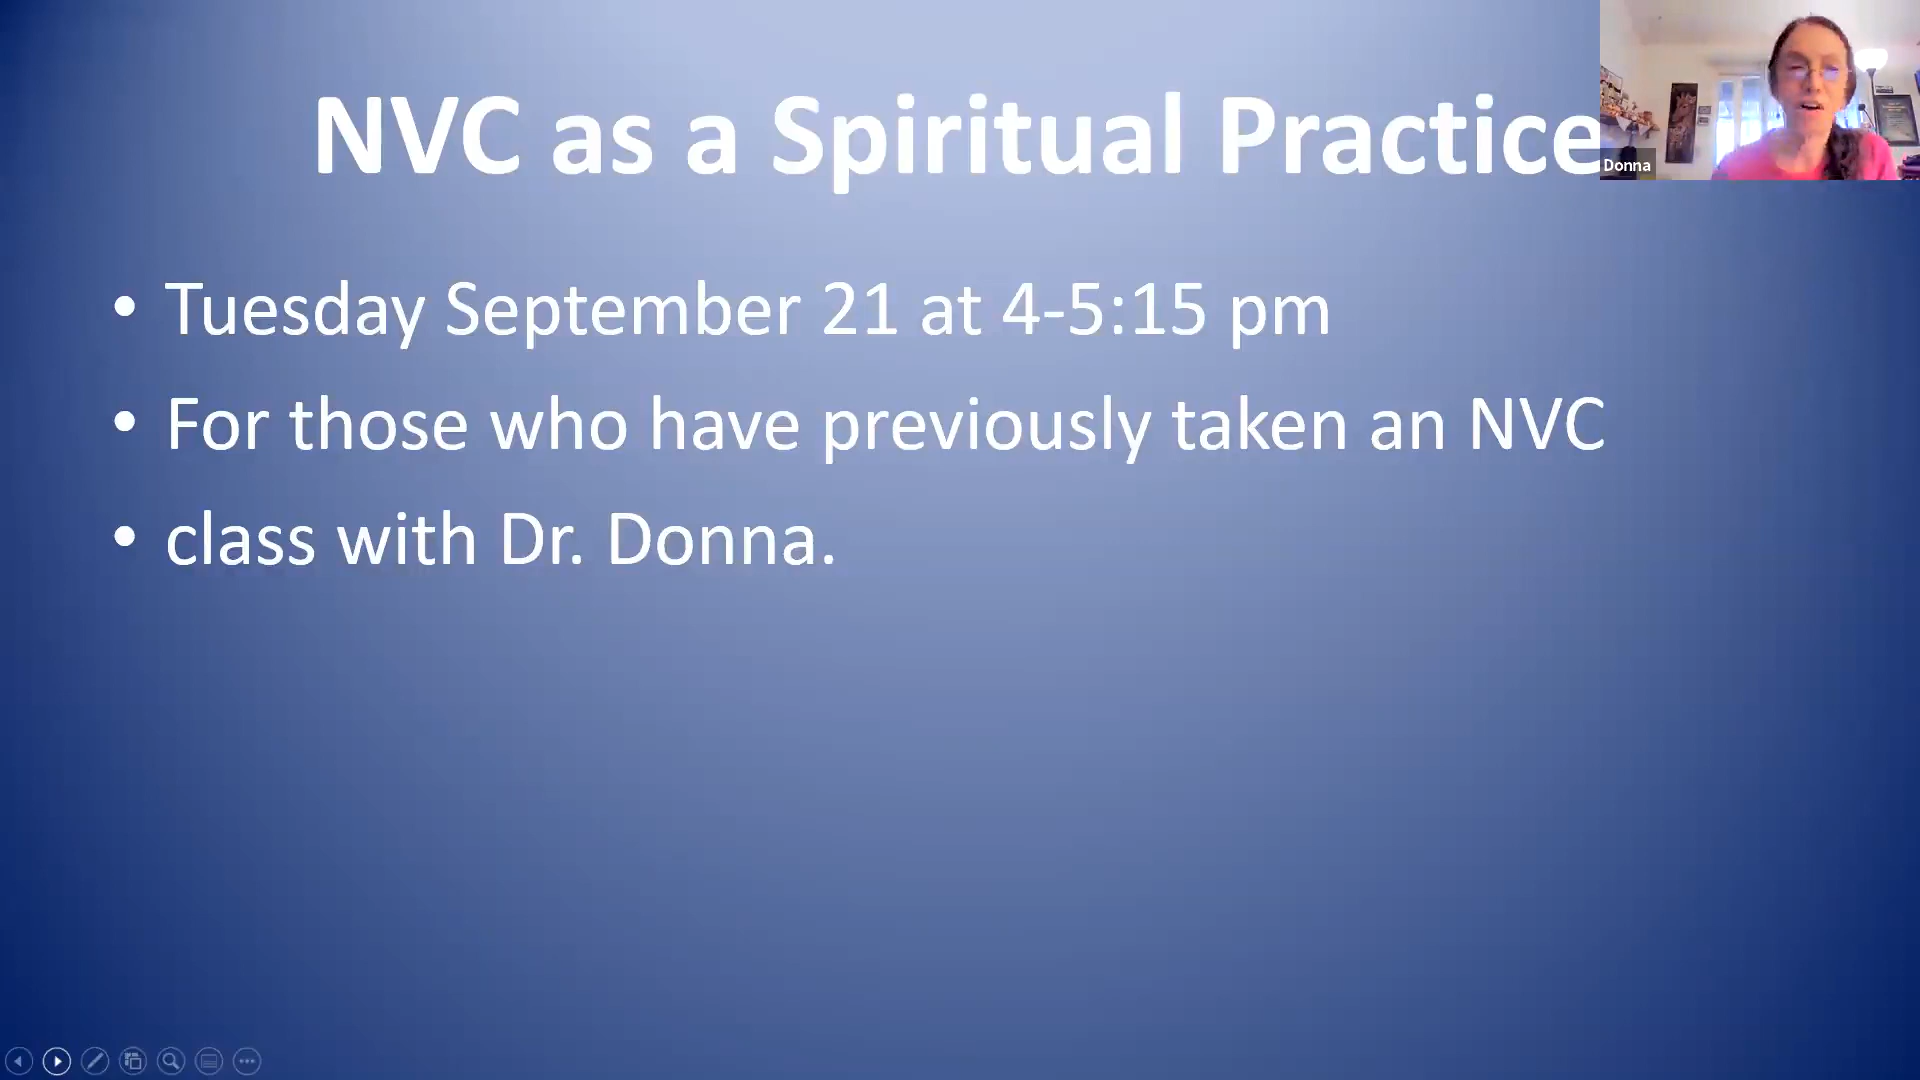 NVC as a Spiritual Practice
Donna
• Tuesday September 21 at 4-5:15 pm
• For those who have previously taken an NVC
• class with Dr. Donna.